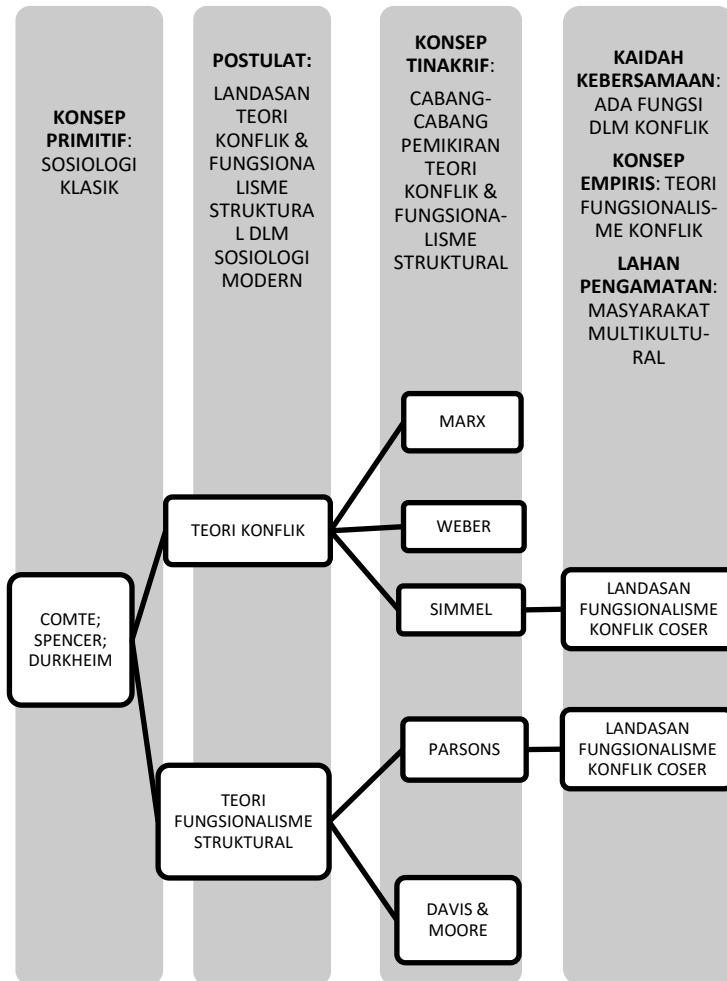 KONSEP
PRIMITIF:
SOSIOLOGI
KLASIK
POSTULAT:
LANDASAN
TEORI
KONFLIK &
FUNGSIONA
LISME
STRUKTURA
L DLM
SOSIOLOGI
MODERN
KONSEP
TINAKRIF:
CABANG-
CABANG
PEMIKIRAN
TEORI
KONFLIK &
FUNGSIONA-
LISME
STRUKTURAL
KAIDAH
KEBERSAMAAN:
ADA FUNGSI
DLM KONFLIK
KONSEP
EMPIRIS: TEORI
FUNGSIONALIS-
ME KONFLIK
LAHAN
PENGAMATAN:
MASYARAKAT
MULTIKULTU-
RAL
COMTE;
SPENCER;
DURKHEIM
TEORI KONFLIK
TEORI
FUNGSIONALISME
STRUKTURAL
MARX
WEBER
SIMMEL
PARSONS
DAVIS &
MOORE
LANDASAN
FUNGSIONALISME
KONFLIK COSER
LANDASAN
FUNGSIONALISME
KONFLIK COSER